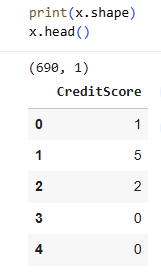 print(x.shape)
x.head()
(690, 1)
CreditScore
0 1
1 5
2 2
3 0
4 0